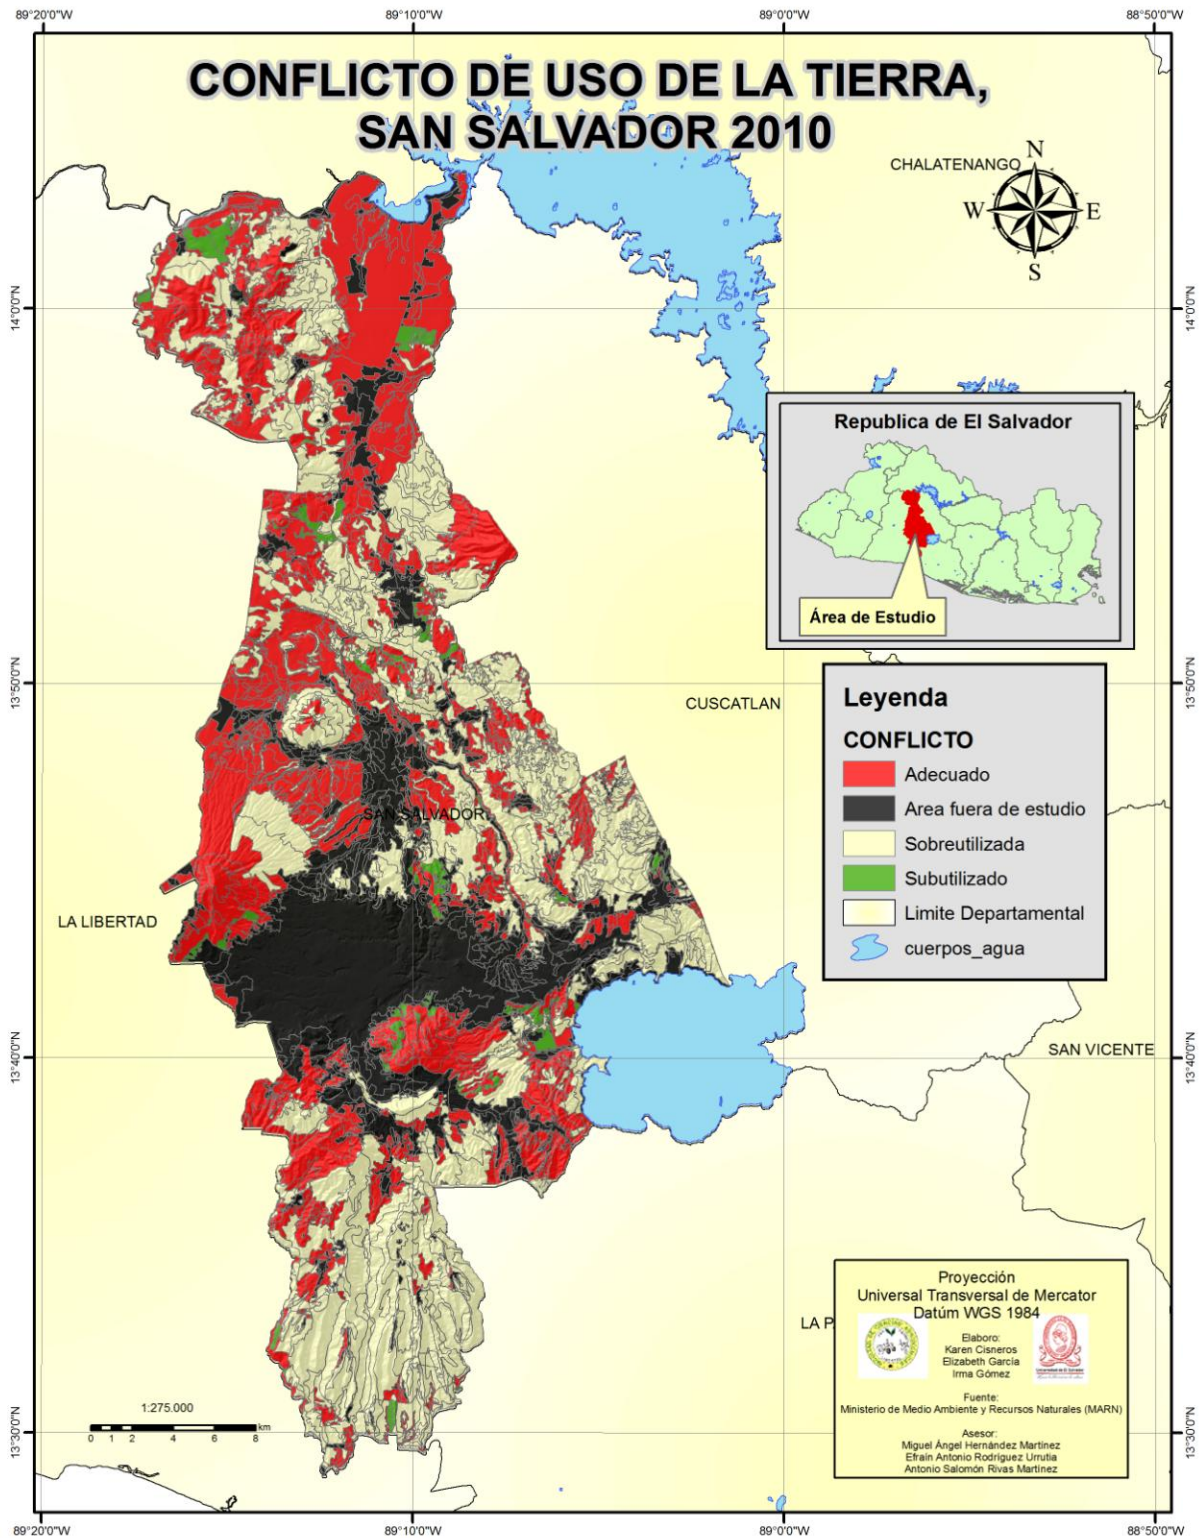 89°20'0"W 89°10'0"W 89°0'0"W 88°50'0"W
CONFLICTO DE USO DE LA TIERRA,
SAN SALVADOR 2010
CHALATENANGO
N
W E
S
14°0'0"N 14°0'0"N
Republica de El Salvador
Área de Estudio
13°50'0"N 13°50'0"N
CUSCATLAN
Leyenda
CONFLICTO
Adecuado
Area fuera de estudio
Sobreutilizada
Subutilizado
Limite Departamental
cuerpos_agua
SAN SALVADOR
LA LIBERTAD
13°40'0"N 13°40'0"N
SAN VICENTE
Proyección
Universal Transversal de Mercator
Datúm WGS 1984
LA P
Elaboro:
Karen Cisneros
Elizabeth García
Irma Gómez
Fuente:
Ministerio de Medio Ambiente y Recursos Naturales (MARN)
Asesor:
Miguel Ángel Hernández Martínez
Efraín Antonio Rodríguez Urrutia
Antonio Salomón Rivas Martínez
1:275.000
km
0 1 2 4 6 8
13°30'0"N 13°30'0"N
89°20'0"W 89°10'0"W 89°0'0"W 88°50'0"W